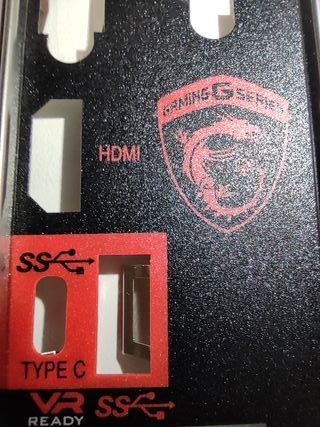 GAMING G SERIES
HDMI
SS
TYPE C
VR
READY
SS